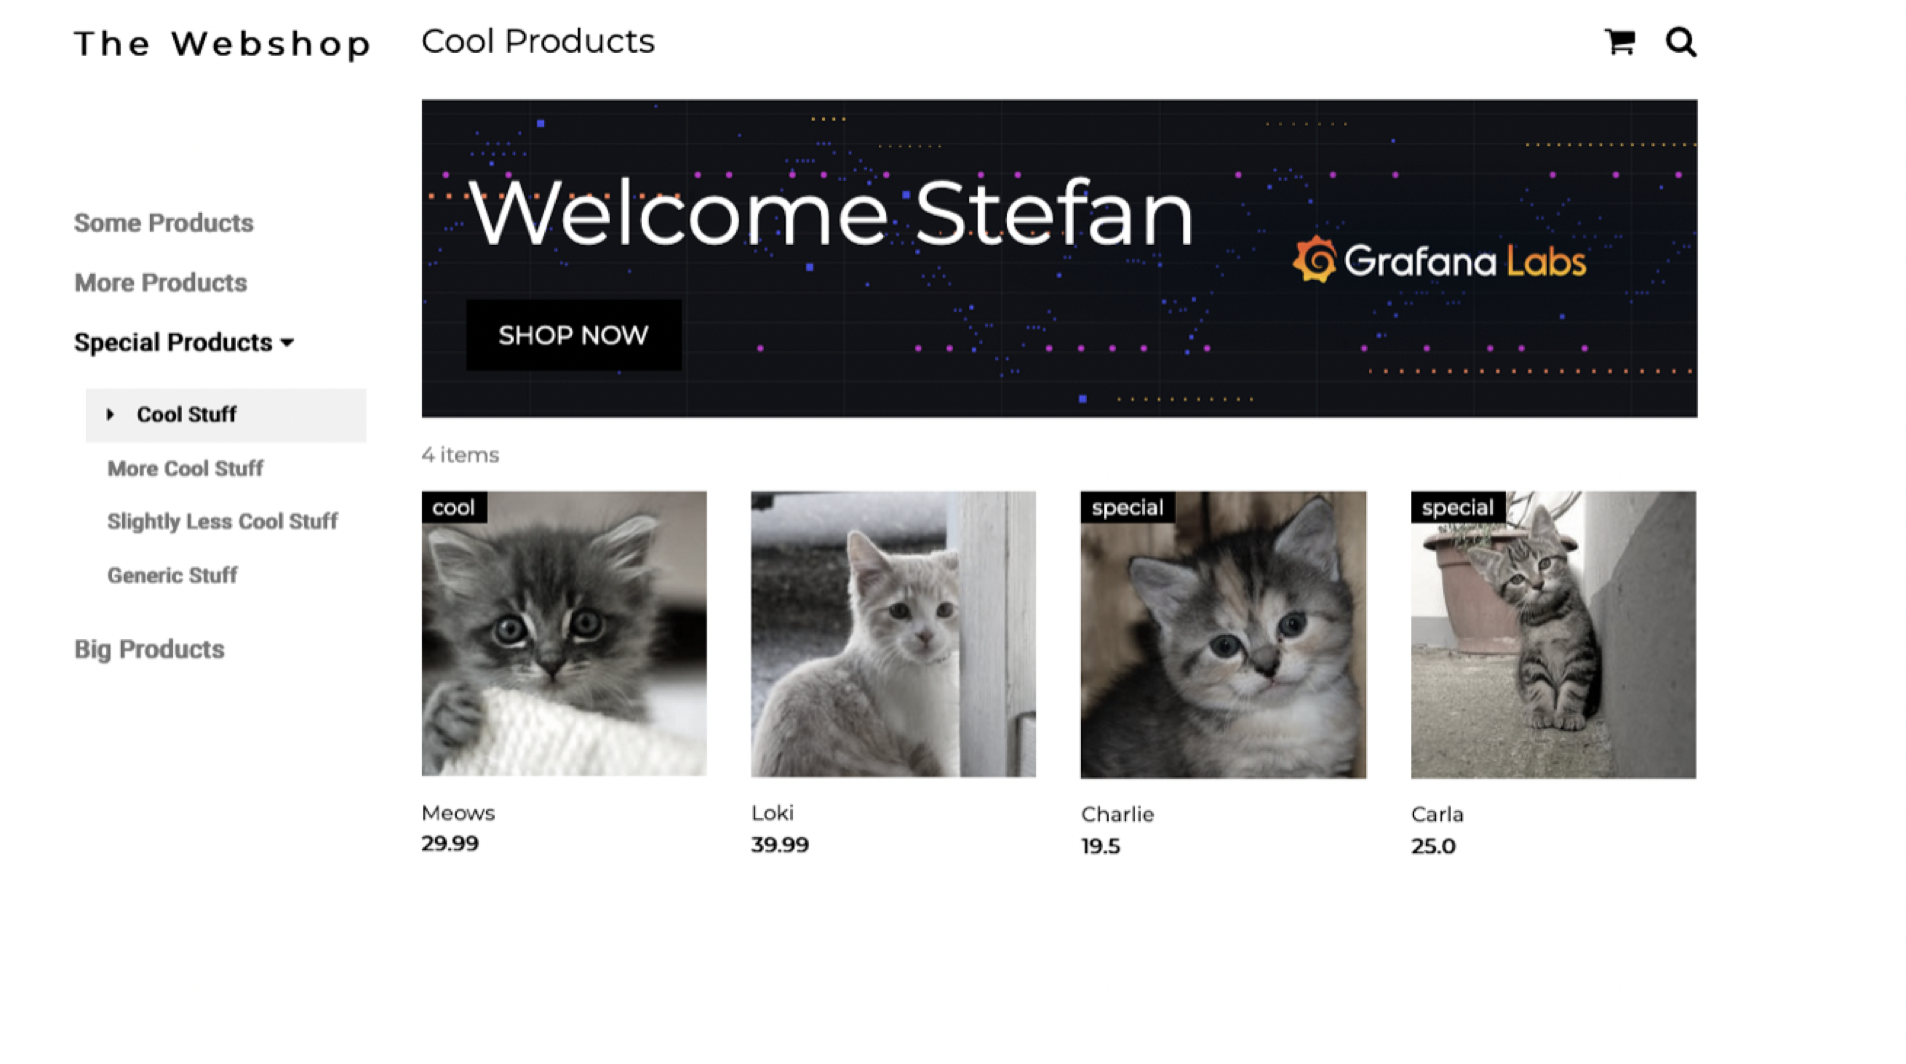 The Webshop
Cool Products
Some Products
More Products
Special Products
Cool Stuff
More Cool Stuff
Slightly Less Cool Stuff
Generic Stuff
Big Products
Welcome Stefan
Grafana Labs
SHOP NOW
4 items
cool
special
special
Meows
29.99
Loki
39.99
Charlie
19.5
Carla
25.0